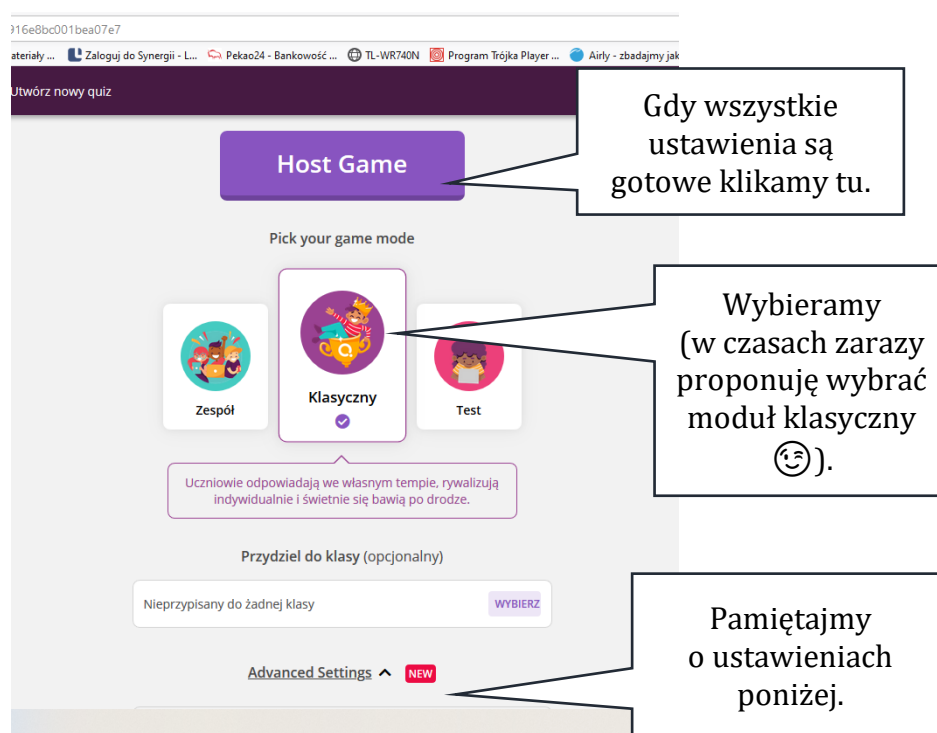 916e8bc001bea07e7
ateriały ... Zaloguj do Synergii - L... Pekao24 - Bankowość ... TL-WR740N Program Trójka Player ... Airly - zbadajmy jak
Utwórz nowy quiz
Gdy wszystkie
ustawienia są
gotowe klikamy tu.
Host Game
Pick your game mode
Zespół
Klasyczny
Test
Wybieramy
(w czasach zarazy
proponuję wybrać
moduł klasyczny
😉).
Uczniowie odpowiadają we własnym tempie, rywalizują
indywidualnie i świetnie się bawią po drodze.
Przydziel do klasy (opcjonalny)
Nieprzypisany do żadnej klasy WYBIERZ
Advanced Settings NEW
Pamiętajmy
o ustawieniach
poniżej.